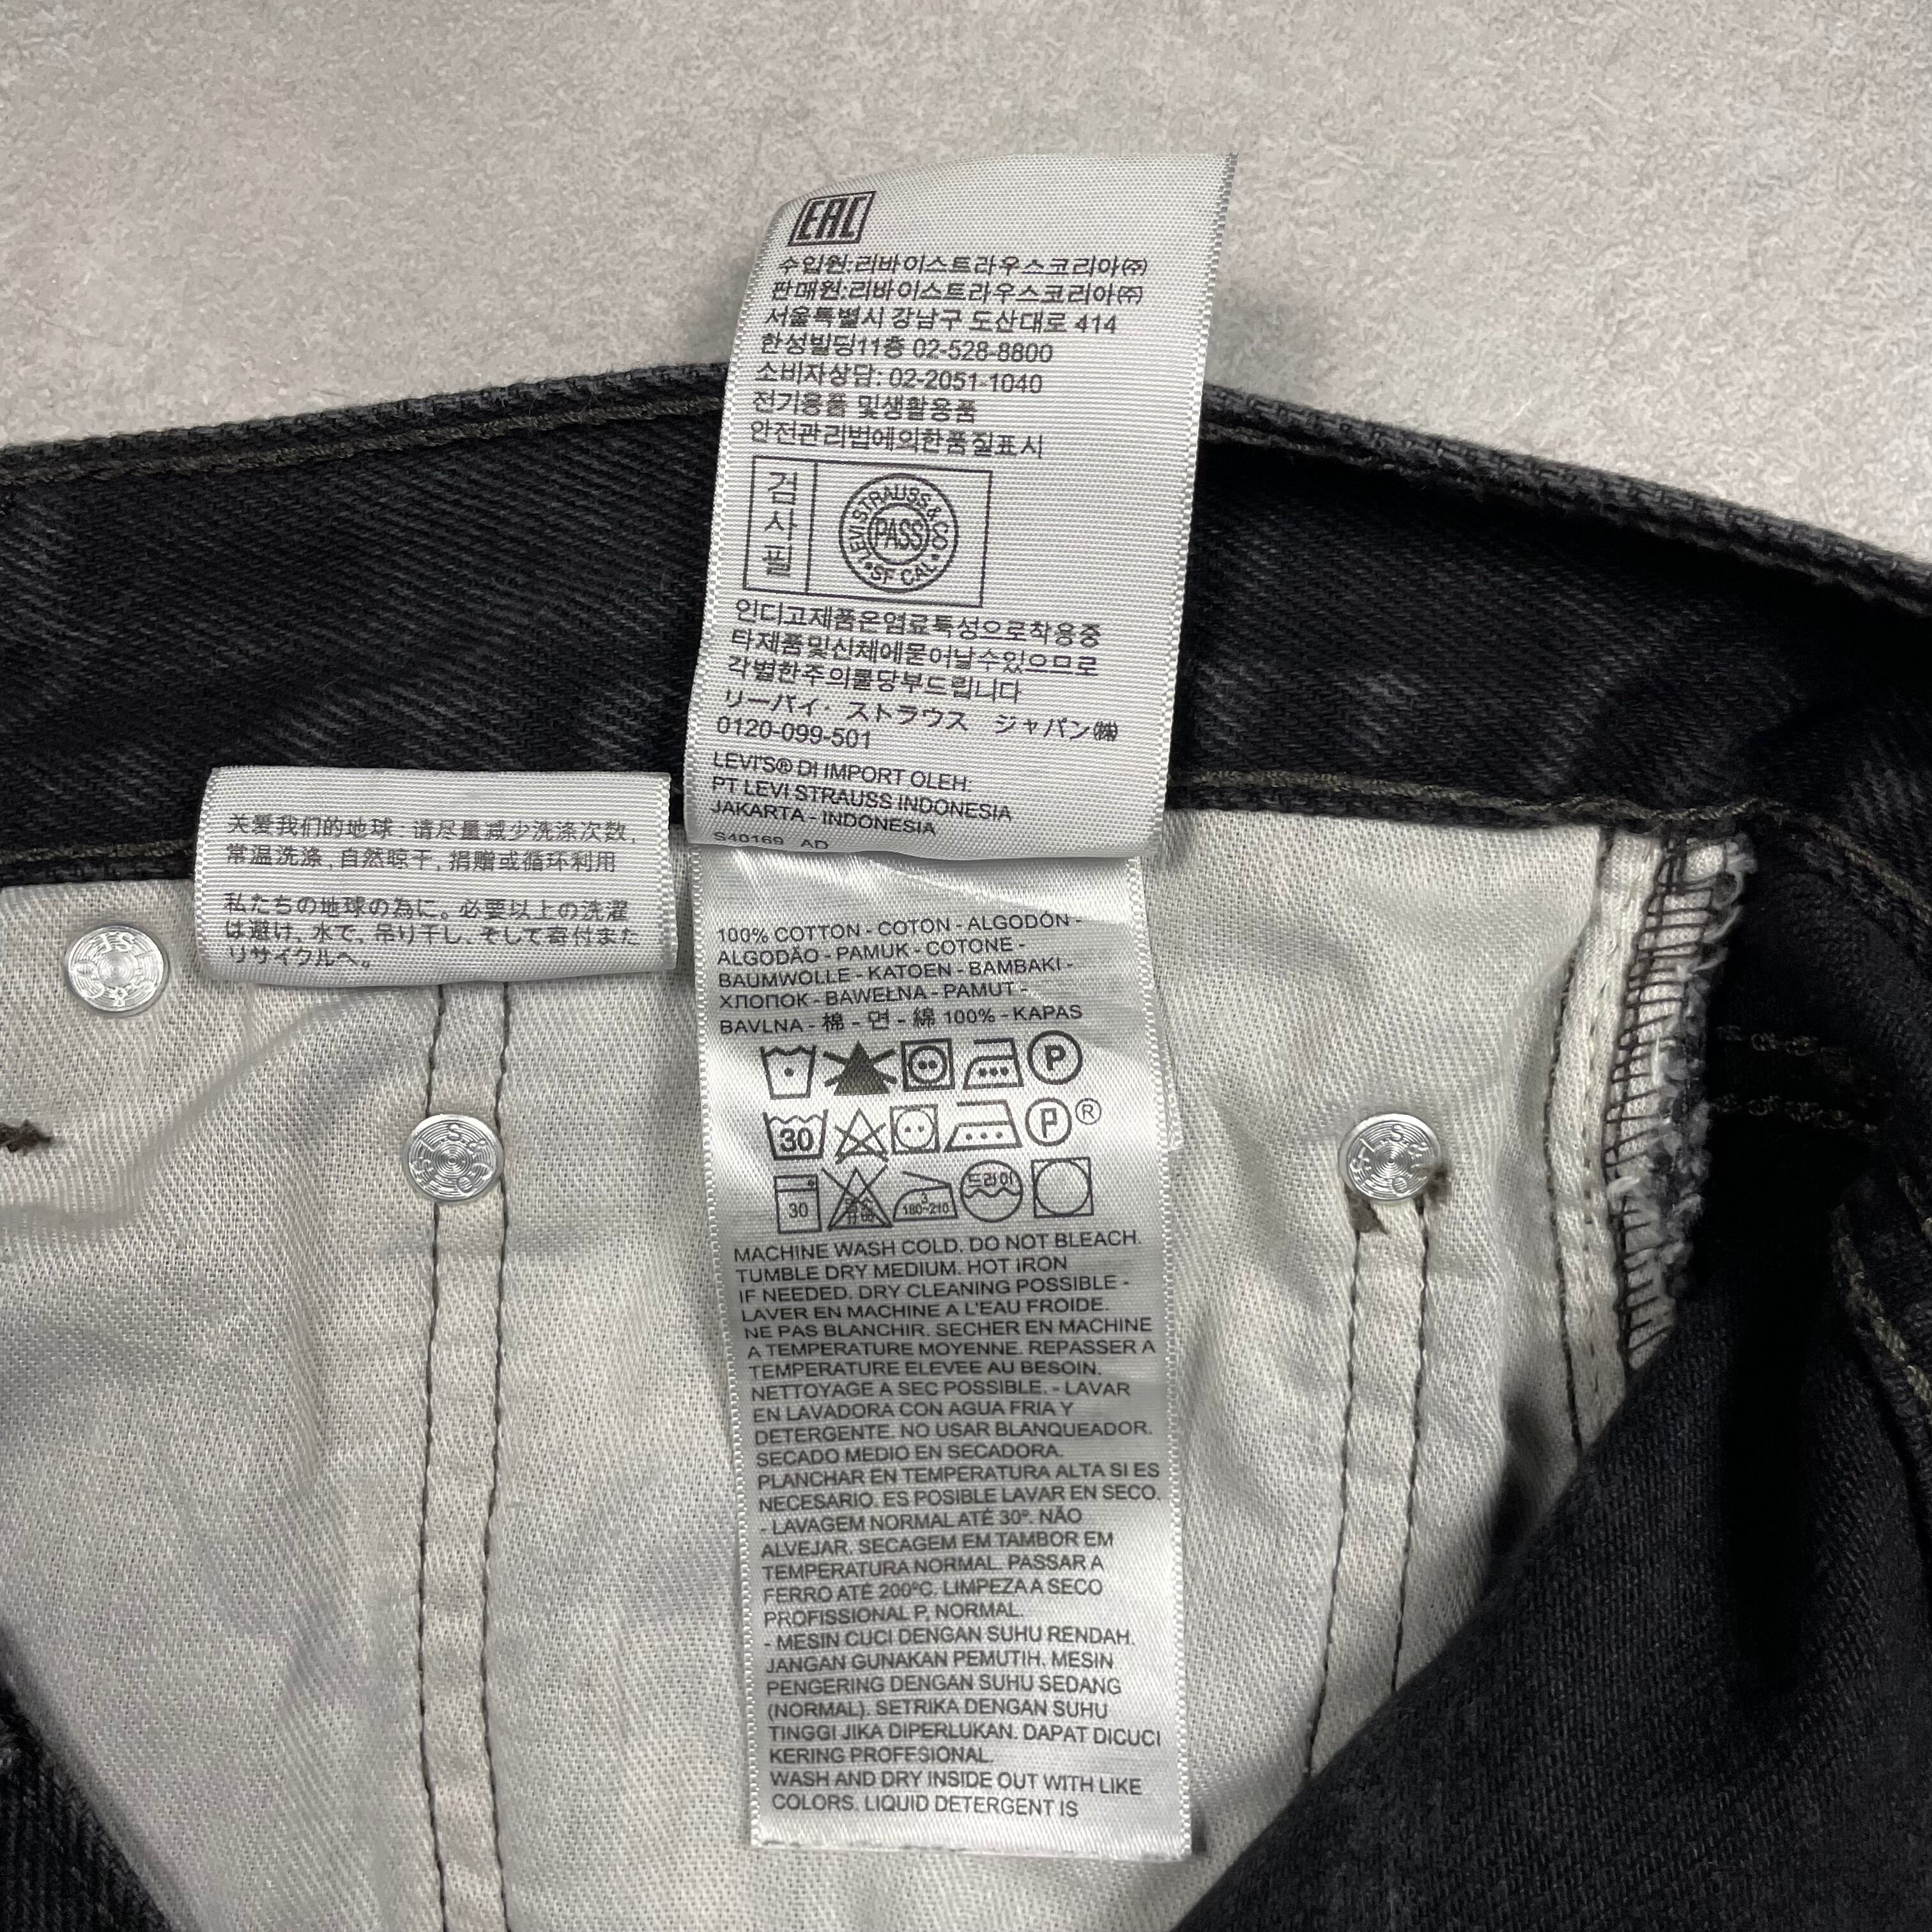 EAC
수입원:리바이스트라우스코리아㈜
판매원:리바이스트라우스코리아㈜
서울특별시 강남구 도산대로 414
한성빌딩11층 02-528-8800
소비자상담: 02-2051-1040
전기용품 및생활용품
안전관리법에의한품질표시
검사필
LEVI STRAUSS & CO
PASS
SF CAL
인디고제품은염료특성으로착용중
타제품및신체에묻어날수있으므로
각별한주의를당부드립니다
リーバイ・ストラウス ジャパン㈱
0120-099-501
LEVI'S® DI IMPORT OLEH:
PT LEVI STRAUSS INDONESIA
JAKARTA - INDONESIA
S40169 AD
关爱我们的地球: 请尽量减少洗涤次数,
常温洗涤, 自然晾干, 捐赠或循环利用
私たちの地球の為に。必要以上の洗濯
は避け、水で、吊り干し、そして寄付また
リサイクルへ。
100% COTTON - COTON - ALGODÓN -
ALGODÃO - PAMUK - COTONE -
BAUMWOLLE - KATOEN - BAMBAKI -
ХЛОПОК - BAWEŁNA - PAMUT -
BAVLNA - 棉 - 면 - 綿 100% - KAPAS
P
30 P ®
30 180~210 드라이
MACHINE WASH COLD. DO NOT BLEACH.
TUMBLE DRY MEDIUM. HOT IRON
IF NEEDED. DRY CLEANING POSSIBLE -
LAVER EN MACHINE A L'EAU FROIDE.
NE PAS BLANCHIR. SECHER EN MACHINE
A TEMPERATURE MOYENNE. REPASSER A
TEMPERATURE ELEVEE AU BESOIN.
NETTOYAGE A SEC POSSIBLE. - LAVAR
EN LAVADORA CON AGUA FRIA Y
DETERGENTE. NO USAR BLANQUEADOR.
SECADO MEDIO EN SECADORA.
PLANCHAR EN TEMPERATURA ALTA SI ES
NECESARIO. ES POSIBLE LAVAR EN SECO.
- LAVAGEM NORMAL ATÉ 30°. NÃO
ALVEJAR. SECAGEM EM TAMBOR EM
TEMPERATURA NORMAL. PASSAR A
FERRO ATÉ 200°C. LIMPEZA A SECO
PROFISSIONAL P, NORMAL.
- MESIN CUCI DENGAN SUHU RENDAH.
JANGAN GUNAKAN PEMUTIH. MESIN
PENGERING DENGAN SUHU SEDANG
(NORMAL). SETRIKA DENGAN SUHU
TINGGI JIKA DIPERLUKAN. DAPAT DICUCI
KERING PROFESIONAL.
WASH AND DRY INSIDE OUT WITH LIKE
COLORS. LIQUID DETERGENT IS